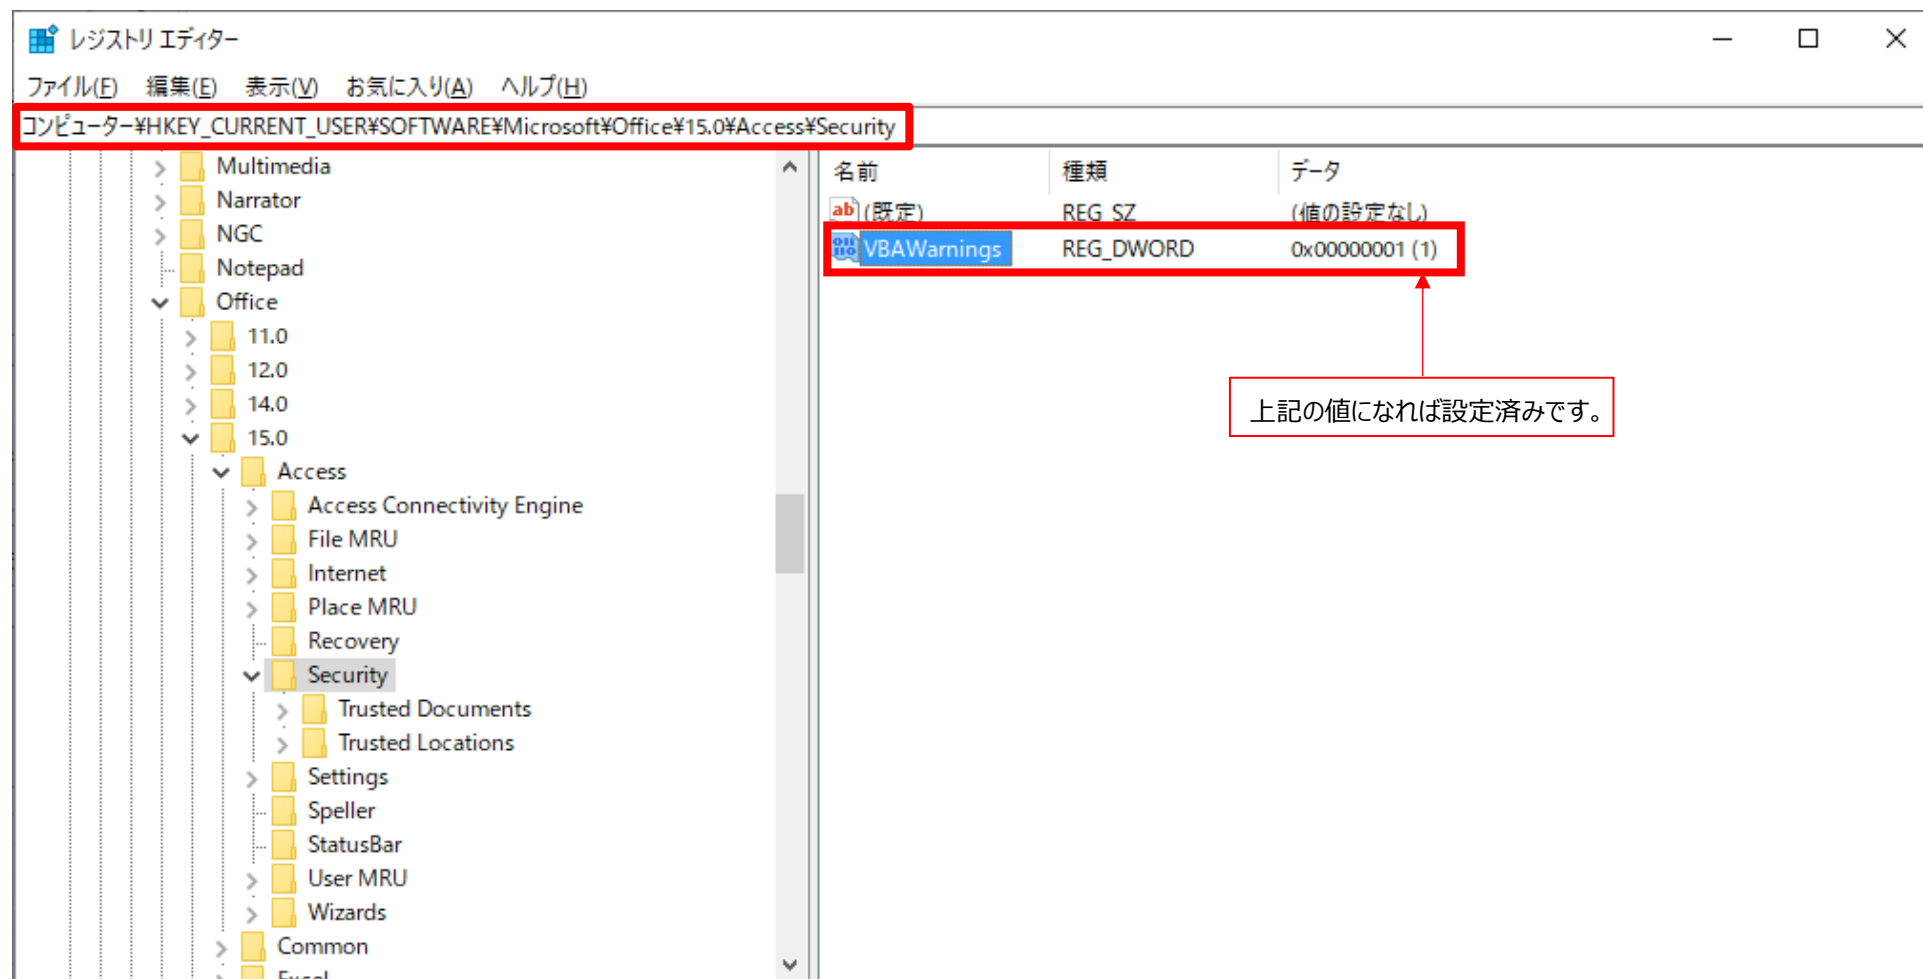 レジストリ エディター
ファイル(F) 編集(E) 表示(V) お気に入り(A) ヘルプ(H)
コンピューター¥HKEY_CURRENT_USER¥SOFTWARE¥Microsoft¥Office¥15.0¥Access¥Security
Multimedia
Narrator
NGC
Notepad
Office
11.0
12.0
14.0
15.0
Access
Access Connectivity Engine
File MRU
Internet
Place MRU
Recovery
Security
Trusted Documents
Trusted Locations
Settings
Speller
StatusBar
User MRU
Wizards
Common
Excel
名前 種類 データ
ab (既定) REG_SZ (値の設定なし)
VBAWarnings REG_DWORD 0x00000001 (1)
上記の値になれば設定済みです。